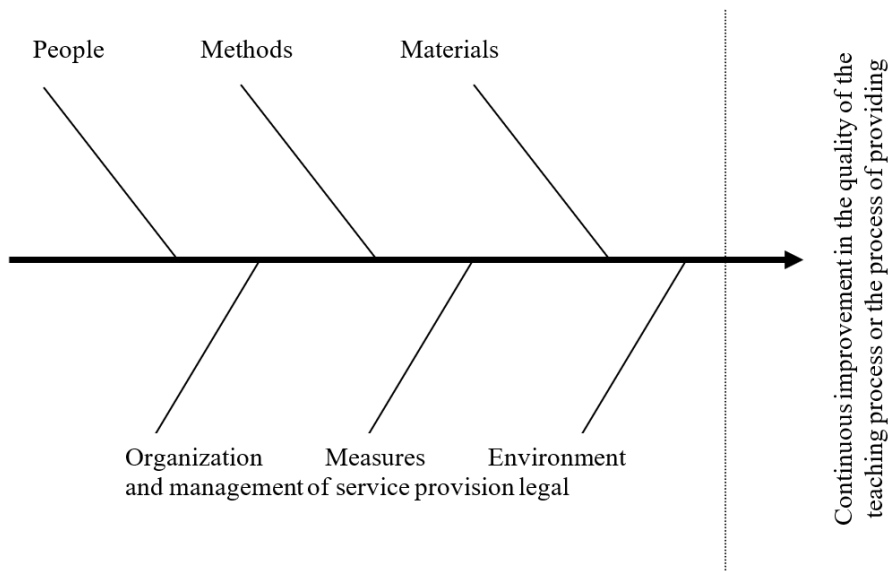 People Methods Materials
Organization Measures Environment
and management of service provision legal
Continuous improvement in the quality of the
teaching process or the process of providing